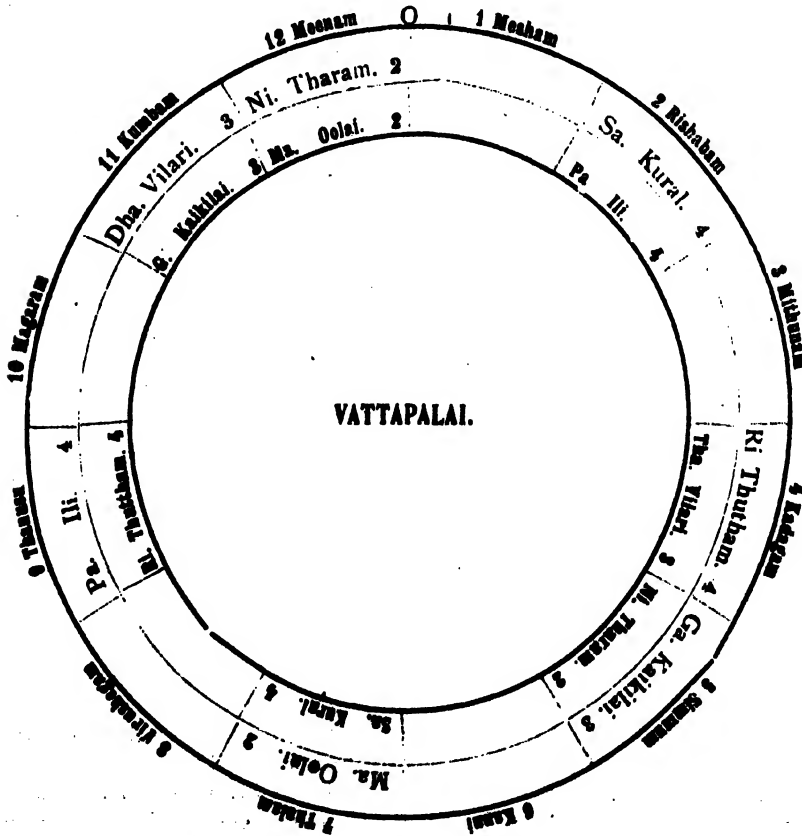 O
1 Mesham
2 Rishabam
3 Mithunam
4 Kadagam
5 Simmam
6 Kanni
7 Thulam
8 Virushagam
9 Thanusu
10 Magaram
11 Kumbam
12 Meenam
Sa. Kural. 4
Ri Thutham. 4
Ga. Kaikilai. 3
Ma. Oolai. 2
Pa. Ili. 4
Dha. Vilari. 3
Ni. Tharam. 2
Pa Ili. 4
Tha. Vilari. 3
Ni. Tharam. 2
Sa. Kural. 4
Ri. Thuttham. 4
G. Kaikilai. 3
Ma. Oolai. 2
VATTAPALAI.